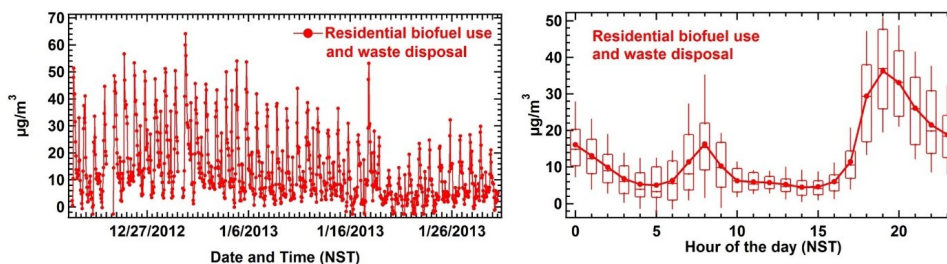 70
60
50
40
30
20
10
0
µg/m³
Residential biofuel use
and waste disposal
12/27/2012
1/6/2013
1/16/2013
1/26/2013
Date and Time (NST)
50
40
30
20
10
0
µg/m³
Residential biofuel use
and waste disposal
0
5
10
15
20
Hour of the day (NST)